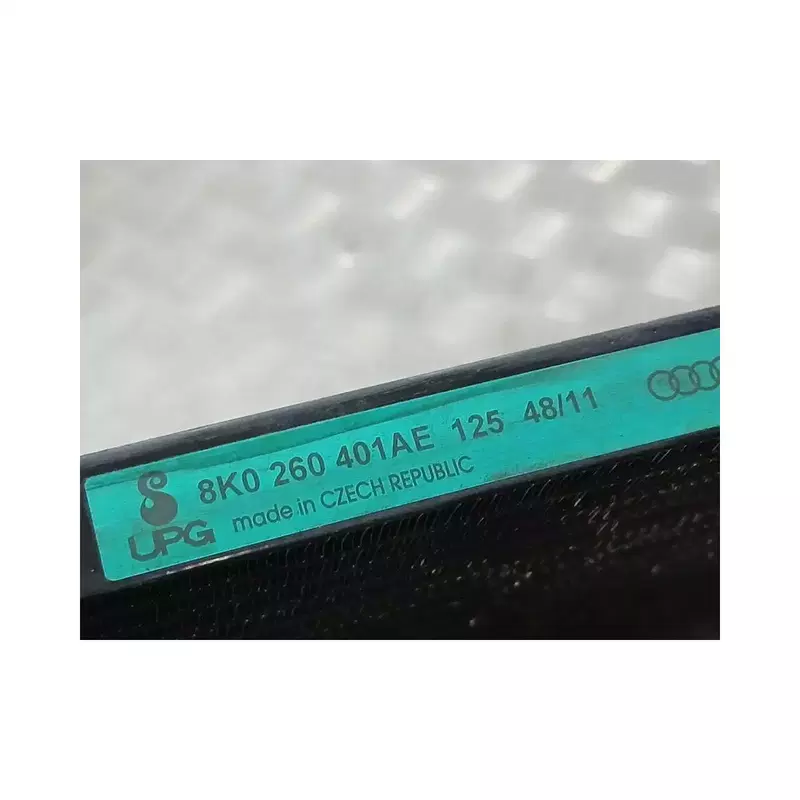 8K0 260 401AE 125 48/11
UPG made in CZECH REPUBLIC